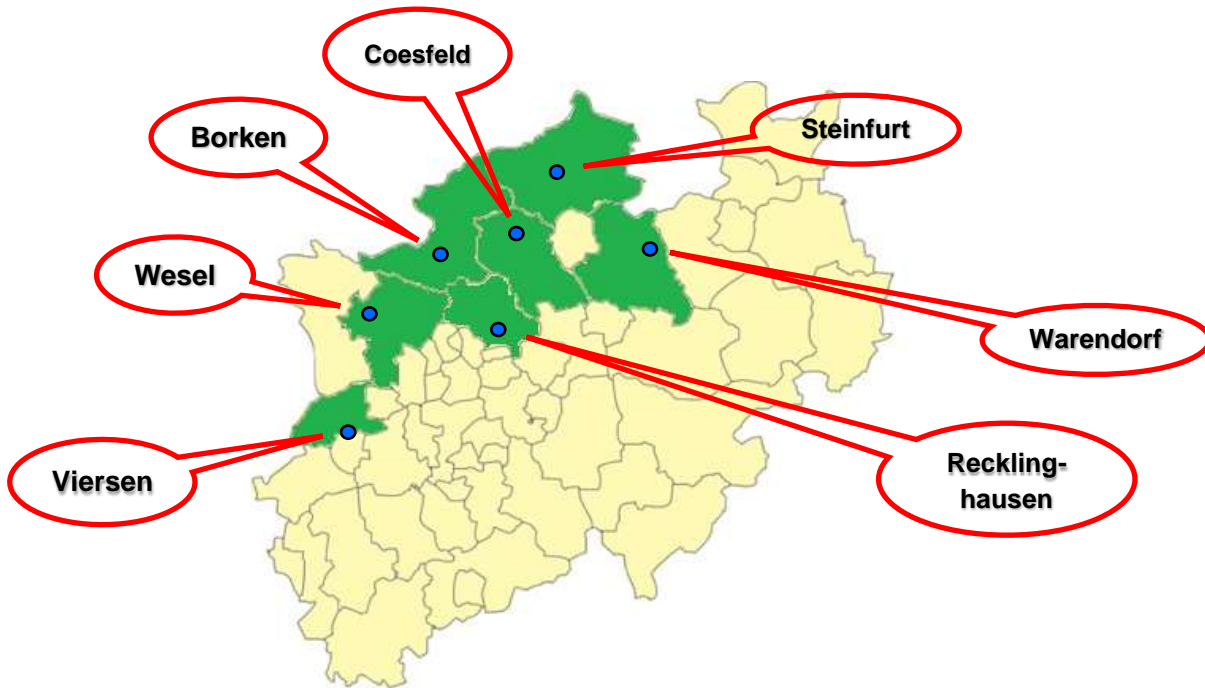 Coesfeld
Borken
Steinfurt
Wesel
Warendorf
Viersen
Reckling-
hausen